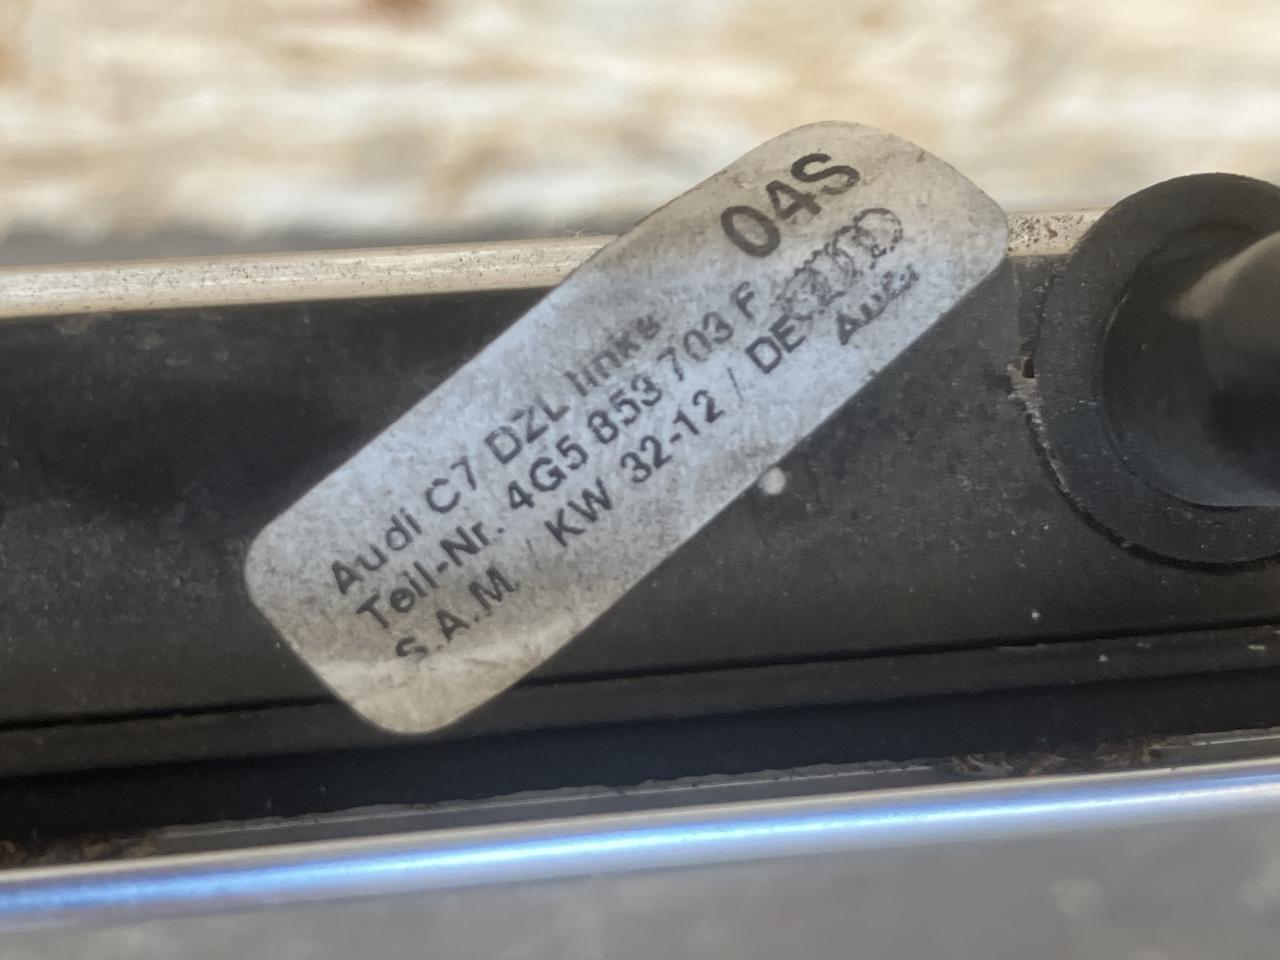 04S
Audi C7 DZL links
Teil-Nr. 4G5 853 703 F
S.A.M. / KW 32-12 / DE
Audi